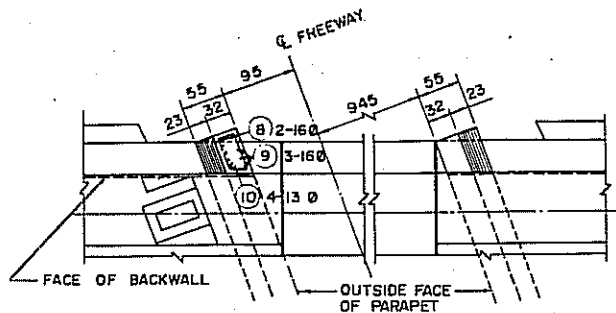 ℄ FREEWAY
55
95
23
32
945
55
32
23
8 2-160
9 3-160
10 4-13 0
FACE OF BACKWALL
OUTSIDE FACE
OF PARAPET